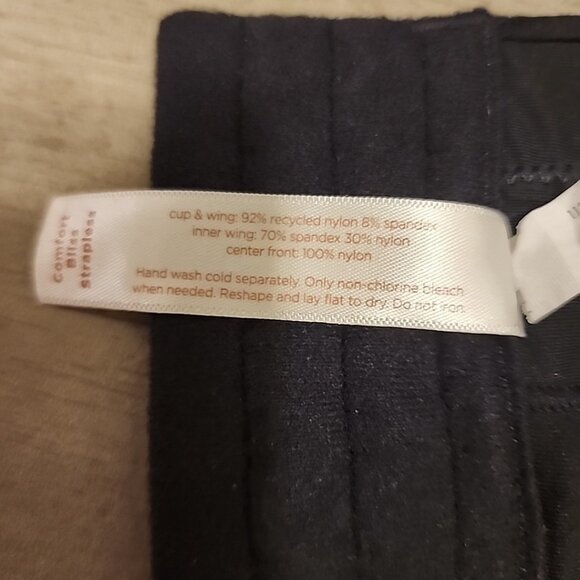 Comfort
Bliss
Strapless
cup & wing: 92% recycled nylon 8% spandex
inner wing: 70% spandex 30% nylon
center front: 100% nylon
Hand wash cold separately. Only non-chlorine bleach
when needed. Reshape and lay flat to dry. Do not iron.